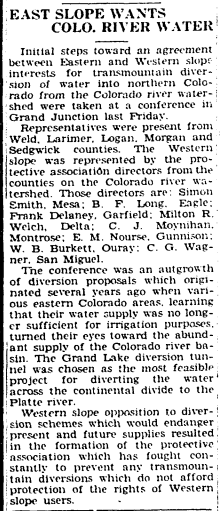 EAST SLOPE WANTS
COLO. RIVER WATER
Initial steps toward an agreement
between Eastern and Western slope
interests for transmountain diver-
sion of water into northern Colo-
rado from the Colorado river water-
shed were taken at a conference in
Grand Junction last Friday.
Representatives were present from
Weld, Larimer, Logan, Morgan and
Sedgwick counties. The Western
slope was represented by the pro-
tective association directors from the
counties on the Colorado river wa-
tershed. Those directors are: Simon
Smith, Mesa; B. F. Long, Eagle;
Frank Delaney, Garfield; Milton R.
Welch, Delta; C. J. Moynihan,
Montrose; E. M. Nourse, Gunnison;
W. B. Burkett, Ouray; C. G. Wag-
ner, San Miguel.
The conference was an outgrowth
of diversion proposals which origi-
nated several years ago when vari-
ous eastern Colorado areas, learning
that their water supply was no long-
er sufficient for irrigation purposes,
turned their eyes toward the abund-
ant supply of the Colorado river ba-
sin. The Grand Lake diversion tun-
nel was chosen as the most feasible
project for diverting the water
across the continental divide to the
Platte river.
Western slope opposition to diver-
sion schemes which would endanger
present and future supplies resulted
in the formation of the protective
association which has fought con-
stantly to prevent any transmoun-
tain diversions which do not afford
protection of the rights of Western
slope users.